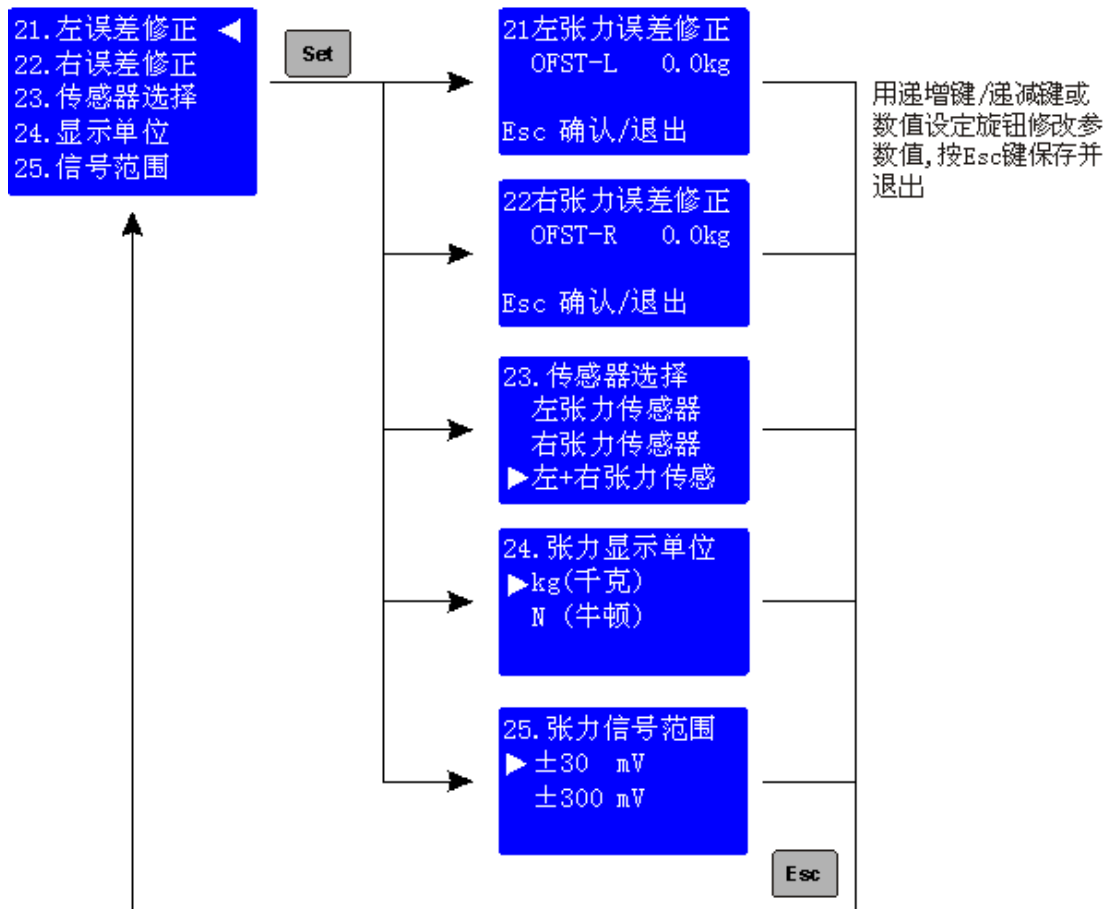 21.左误差修正
22.右误差修正
23.传感器选择
24.显示单位
25.信号范围
Set
21左张力误差修正
OFST-L 0.0kg
Esc 确认/退出
用递增键/递减键或
数值设定旋钮修改参
数值,按Esc键保存并
退出
22右张力误差修正
OFST-R 0.0kg
Esc 确认/退出
23.传感器选择
左张力传感器
右张力传感器
左+右张力传感
24.张力显示单位
kg(千克)
N (牛顿)
25.张力信号范围
±30 mV
±300 mV
Esc